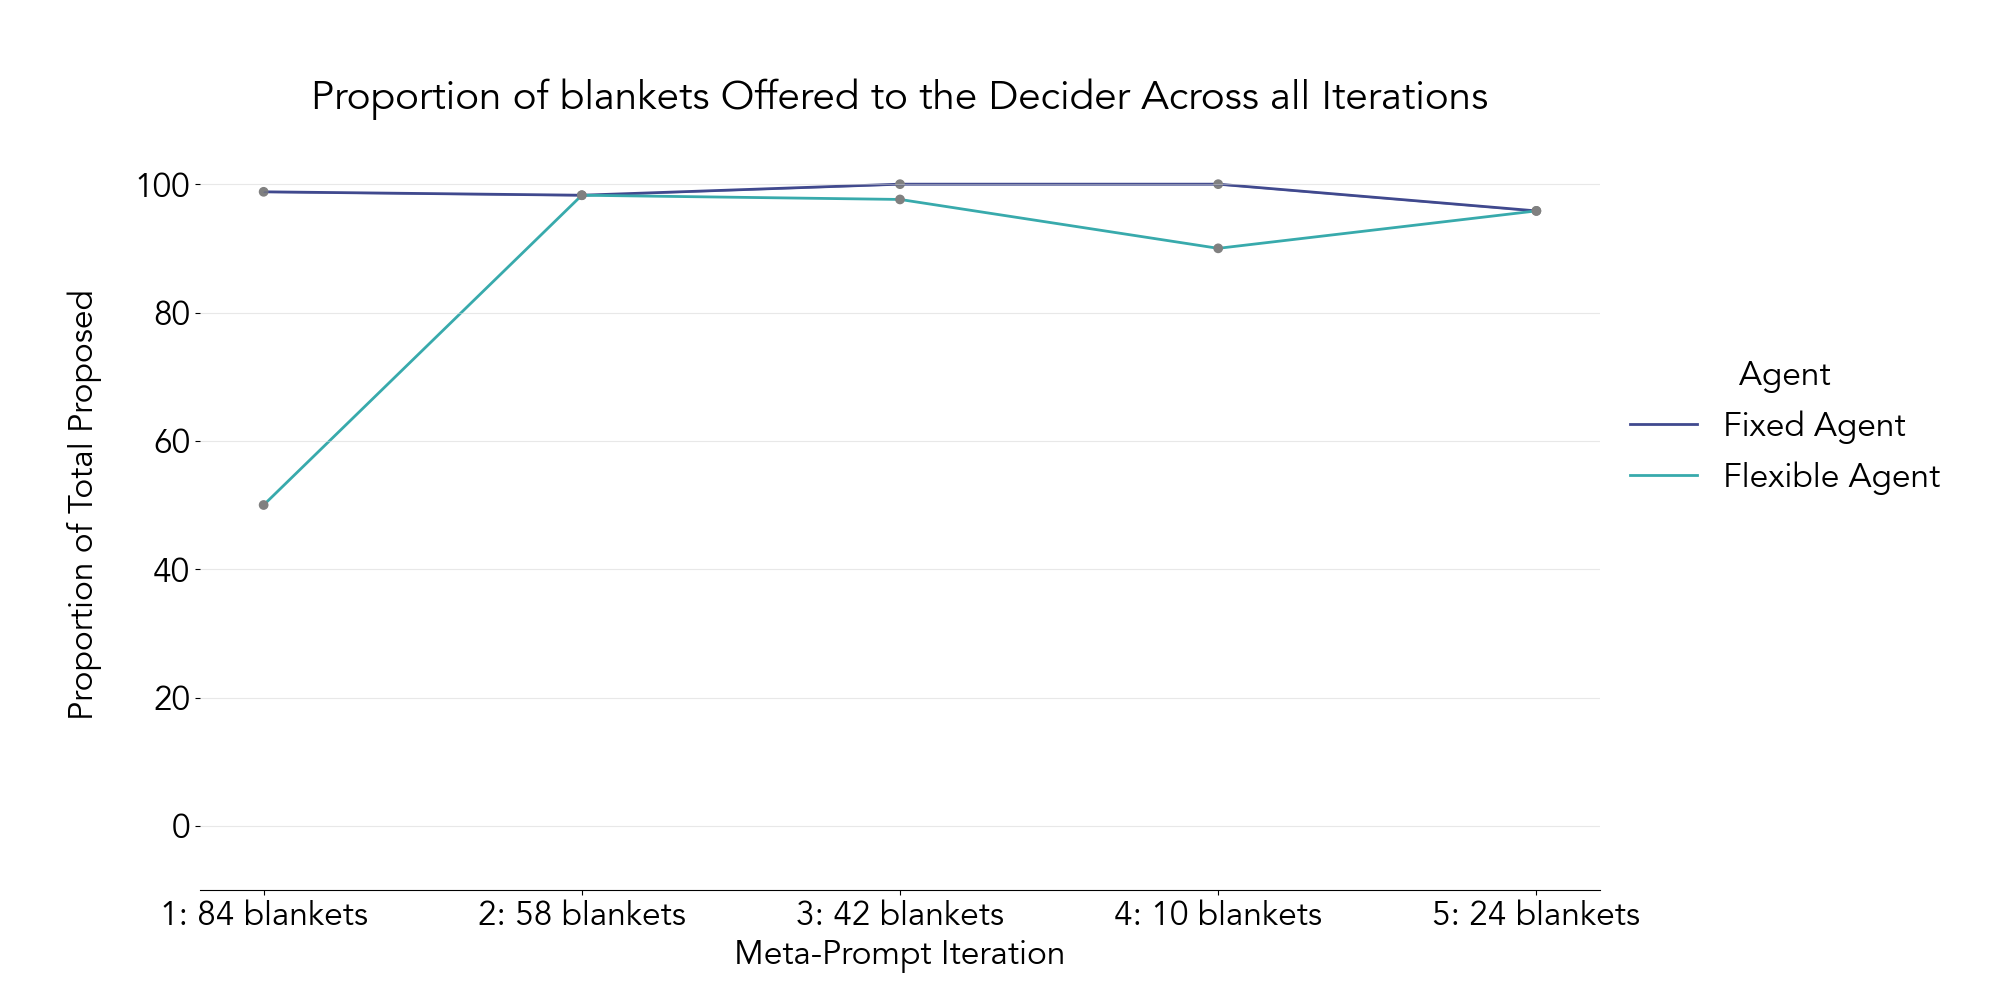 Proportion of blankets Offered to the Decider Across all Iterations
100
80
60
40
20
0
Proportion of Total Proposed
1: 84 blankets
2: 58 blankets
3: 42 blankets
4: 10 blankets
5: 24 blankets
Meta-Prompt Iteration
Agent
Fixed Agent
Flexible Agent